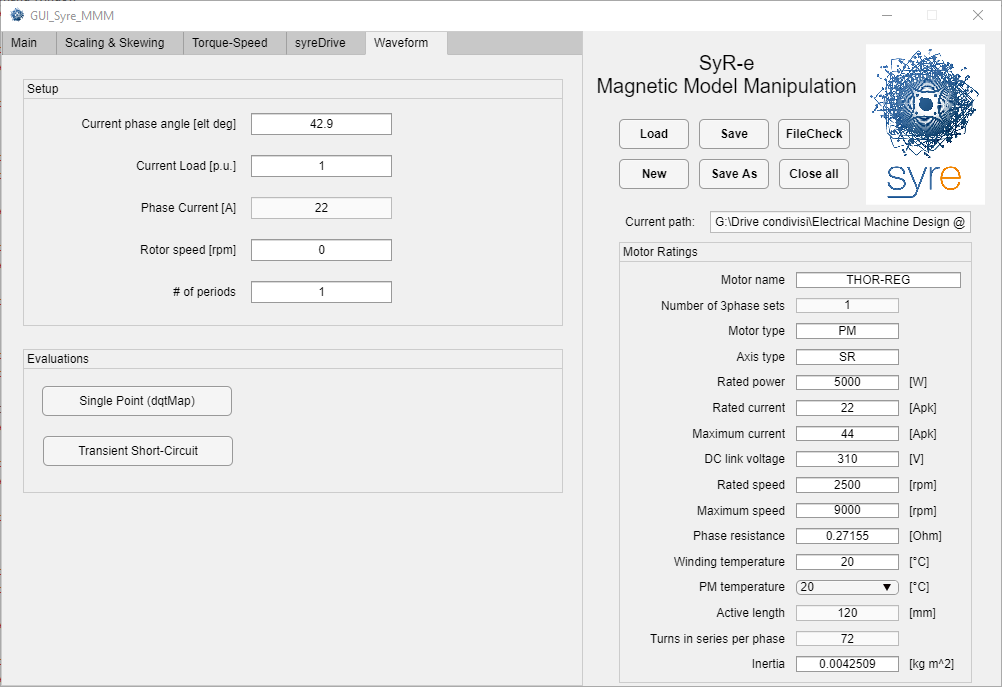 GUI_Syre_MMM
Main Scaling & Skewing Torque-Speed syreDrive Waveform
Setup
Current phase angle [elt deg] 42.9
Current Load [p.u.] 1
Phase Current [A] 22
Rotor speed [rpm] 0
# of periods 1
Evaluations
Single Point (dqtMap)
Transient Short-Circuit
SyR-e
Magnetic Model Manipulation
Load Save FileCheck
New Save As Close all
syre
Current path: G:\Drive condivisi\Electrical Machine Design @
Motor Ratings
Motor name THOR-REG
Number of 3phase sets 1
Motor type PM
Axis type SR
Rated power 5000 [W]
Rated current 22 [Apk]
Maximum current 44 [Apk]
DC link voltage 310 [V]
Rated speed 2500 [rpm]
Maximum speed 9000 [rpm]
Phase resistance 0.27155 [Ohm]
Winding temperature 20 [°C]
PM temperature 20 [°C]
Active length 120 [mm]
Turns in series per phase 72
Inertia 0.0042509 [kg m^2]